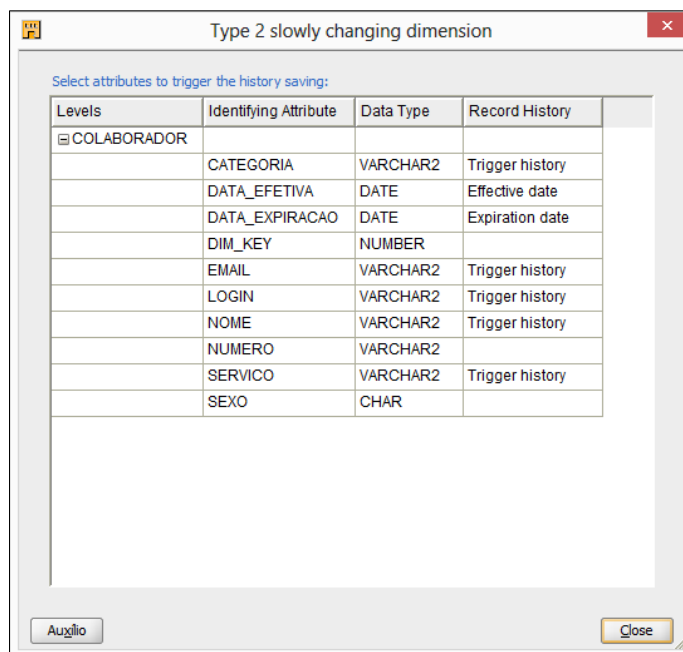 Type 2 slowly changing dimension
Select attributes to trigger the history saving:
Levels Identifying Attribute Data Type Record History
COLABORADOR
CATEGORIA VARCHAR2 Trigger history
DATA_EFETIVA DATE Effective date
DATA_EXPIRACAO DATE Expiration date
DIM_KEY NUMBER
EMAIL VARCHAR2 Trigger history
LOGIN VARCHAR2 Trigger history
NOME VARCHAR2 Trigger history
NUMERO VARCHAR2
SERVICO VARCHAR2 Trigger history
SEXO CHAR
Auxílio Close